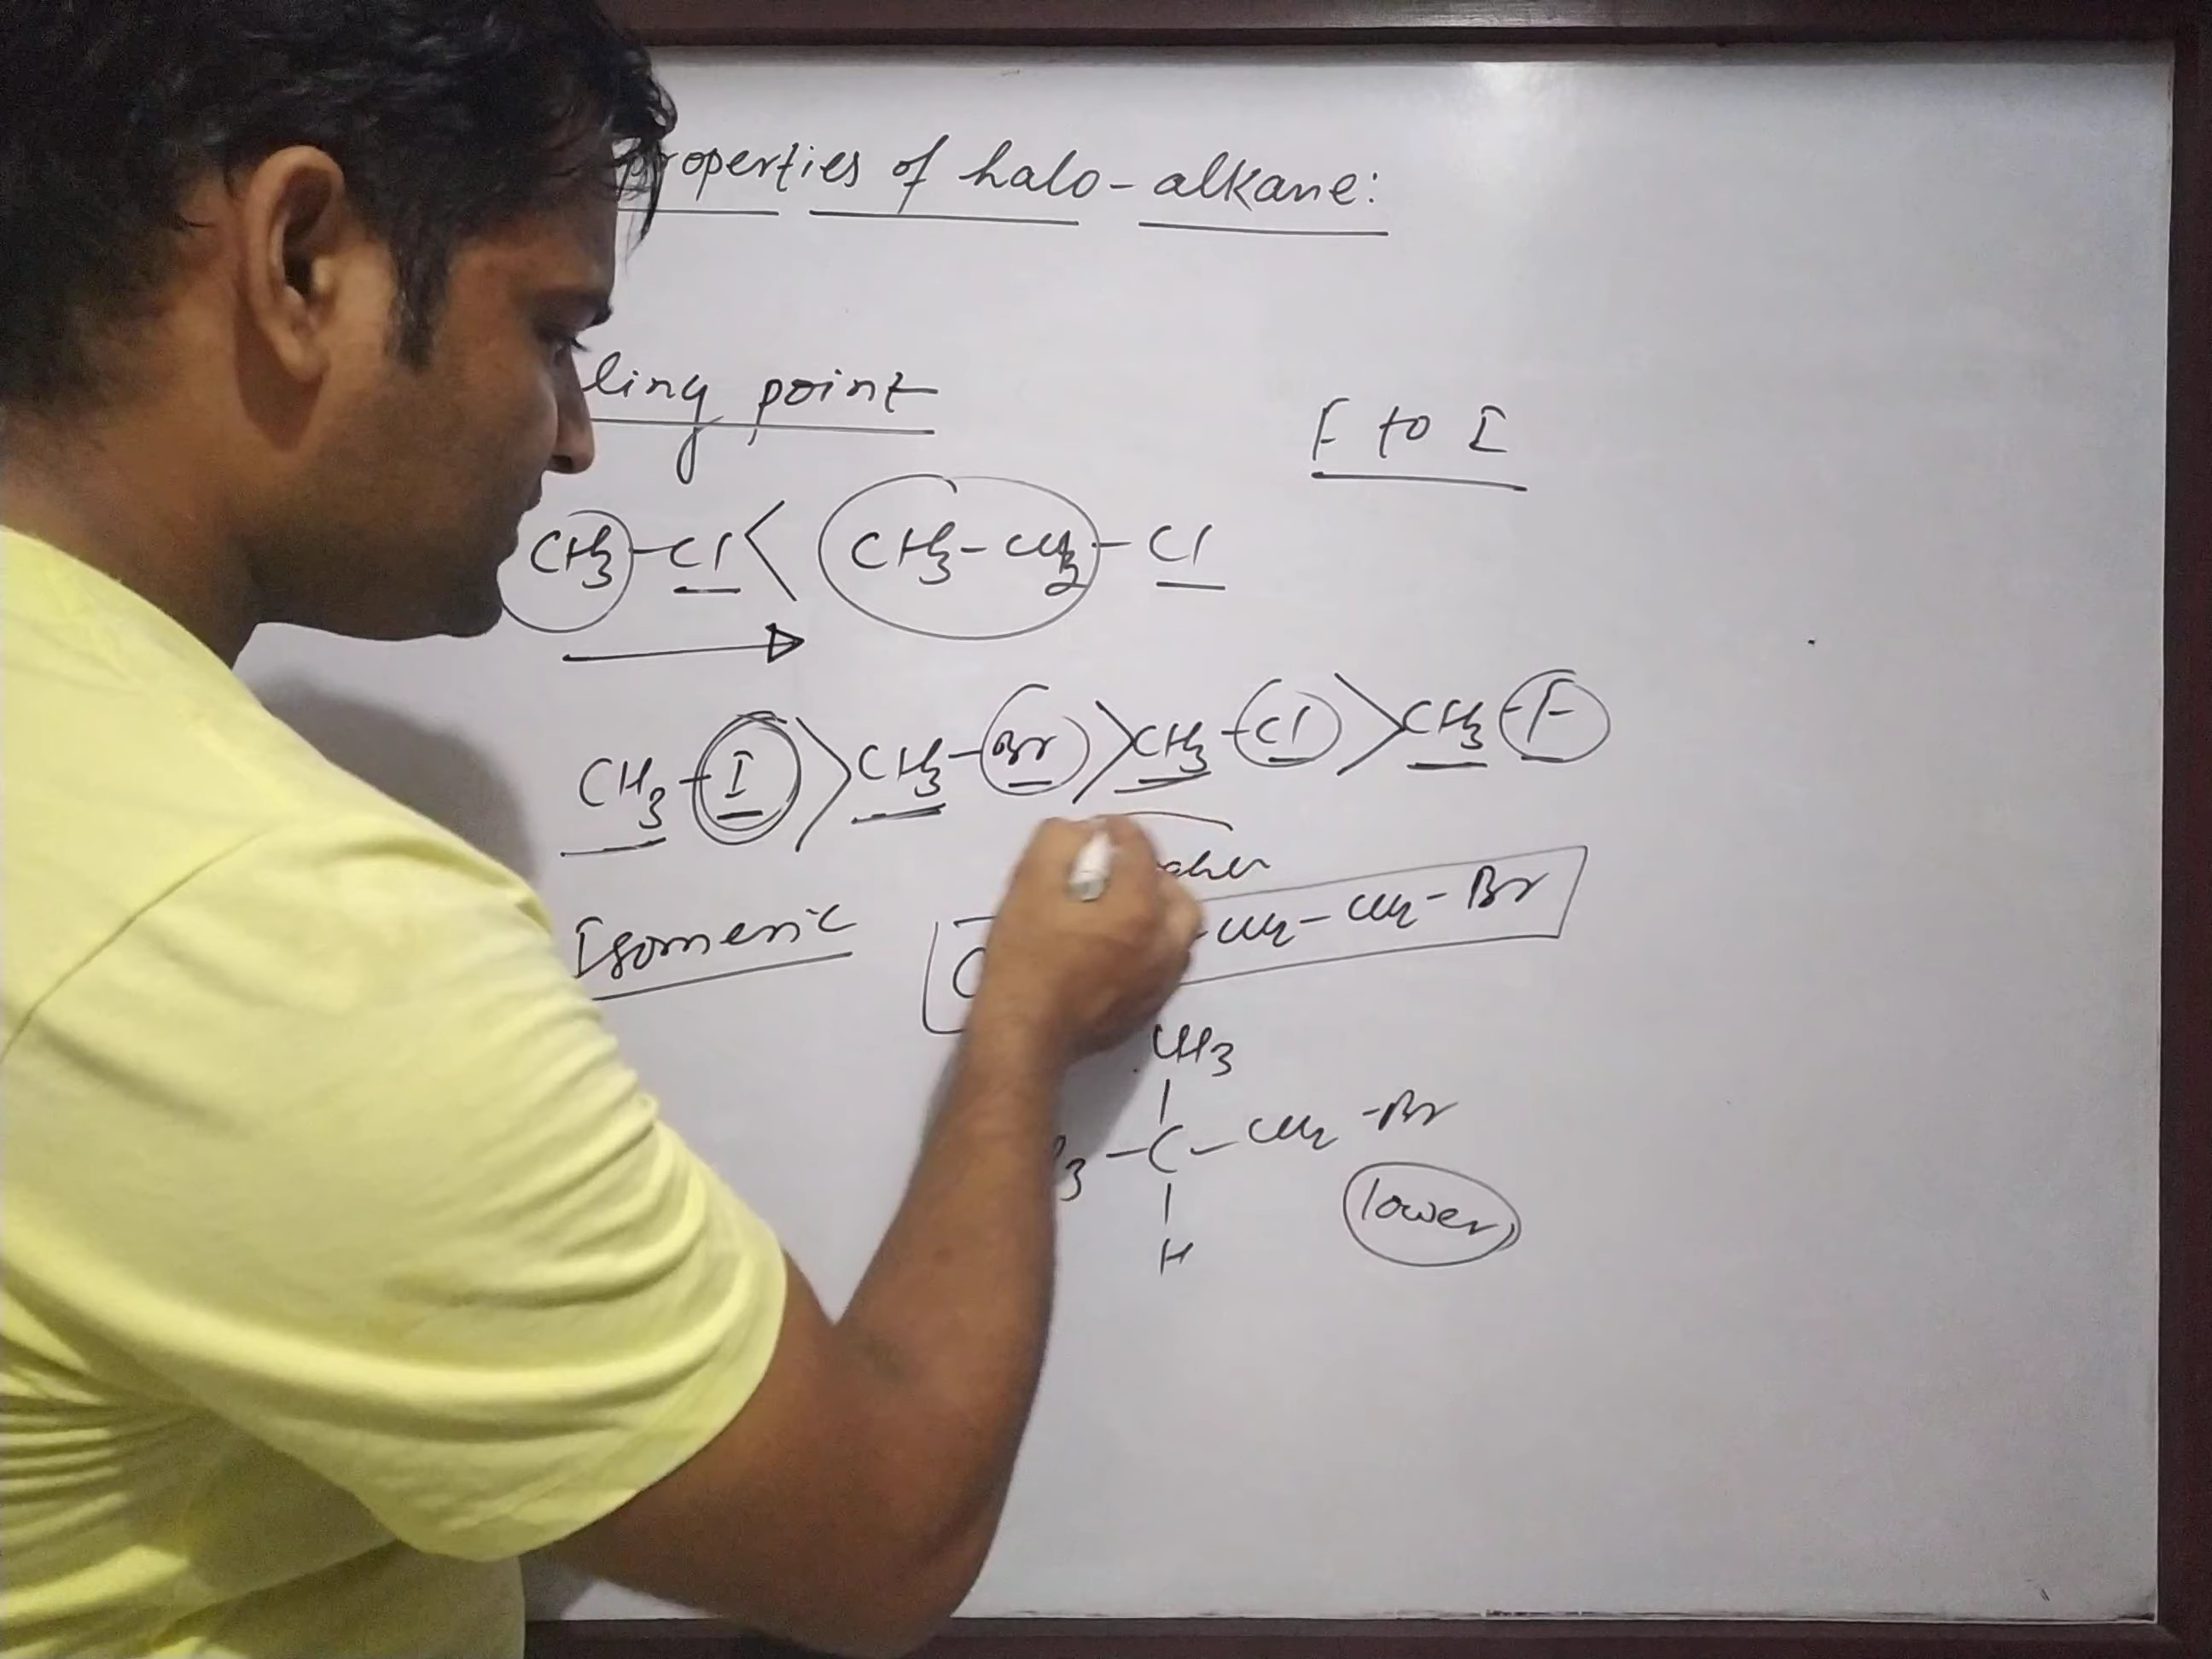 properties of halo-alkane:
ling point
F to I
CH3-Cl < CH3-CH2-Cl
CH3-I > CH3-Br > CH3-Cl > CH3-F
Isomeric
CH2-CH2-Br
CH3
3-C-CH2-Br
H
lower